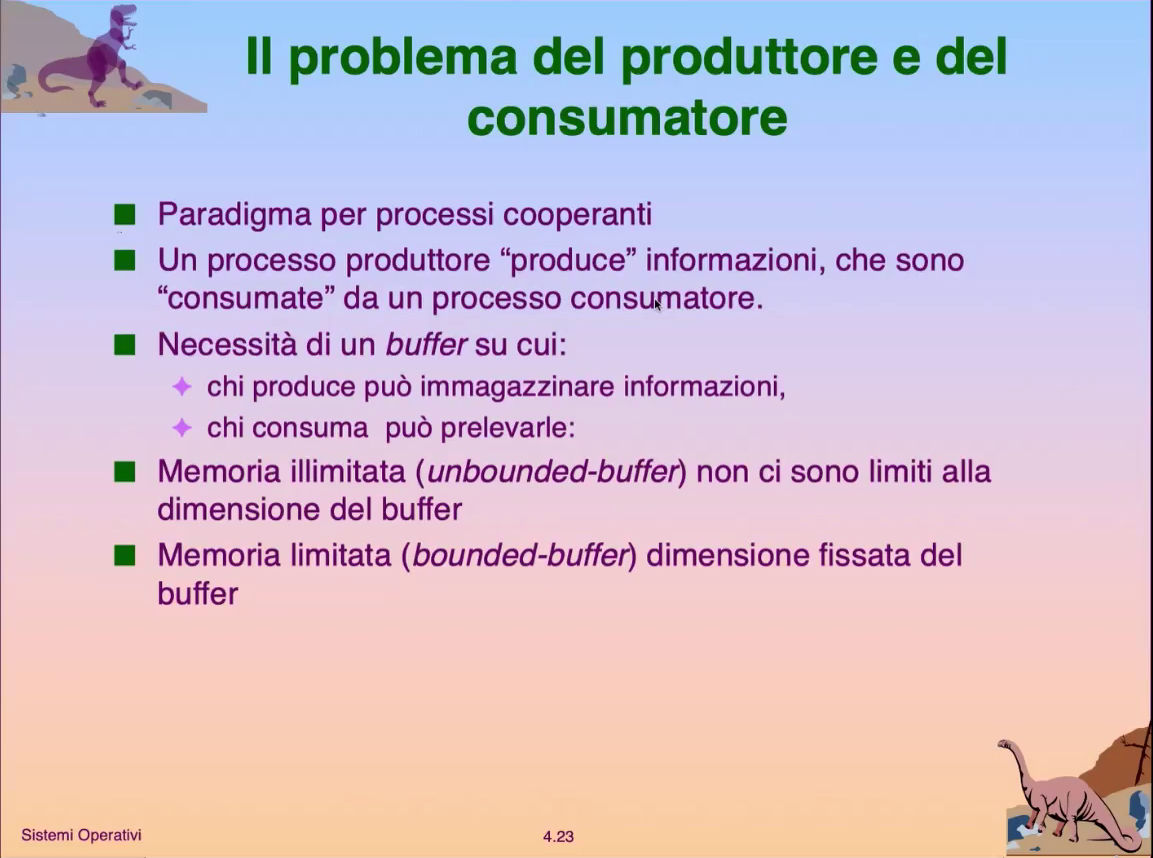 Il problema del produttore e del
consumatore
Paradigma per processi cooperanti
Un processo produttore “produce” informazioni, che sono
“consumate” da un processo consumatore.
Necessità di un buffer su cui:
chi produce può immagazzinare informazioni,
chi consuma può prelevarle:
Memoria illimitata (unbounded-buffer) non ci sono limiti alla
dimensione del buffer
Memoria limitata (bounded-buffer) dimensione fissata del
buffer
Sistemi Operativi
4.23